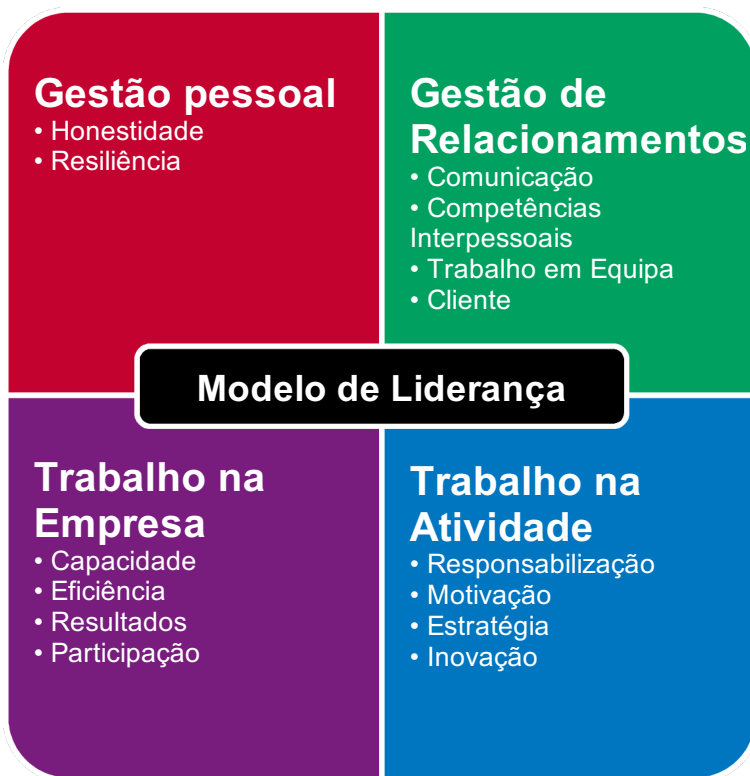 Gestão pessoal
• Honestidade
• Resiliência
Gestão de
Relacionamentos
• Comunicação
• Competências
Interpessoais
• Trabalho em Equipa
• Cliente
Modelo de Liderança
Trabalho na
Empresa
• Capacidade
• Eficiência
• Resultados
• Participação
Trabalho na
Atividade
• Responsabilização
• Motivação
• Estratégia
• Inovação